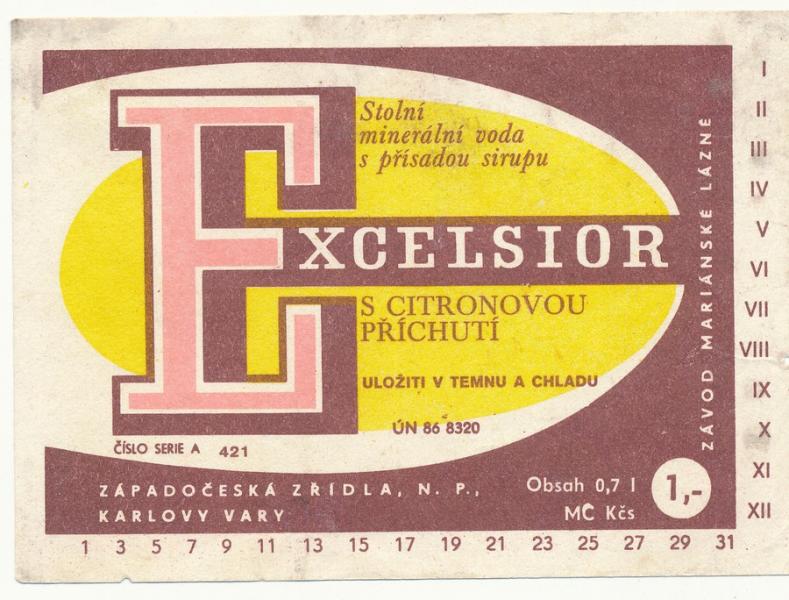 Stolní
minerální voda
s přísadou sirupu
EXCELSIOR
S CITRONOVOU
PŘÍCHUTÍ
ULOŽITI V TEMNU A CHLADU
ÚN 86 8320
ČÍSLO SERIE A 421
ZÁPADOČESKÁ ZŘÍDLA, N. P.,
KARLOVY VARY
Obsah 0,7 l
MC Kčs
1,-
ZÁVOD MARIÁNSKÉ LÁZNĚ
I
II
III
IV
V
VI
VII
VIII
IX
X
XI
XII
1 3 5 7 9 11 13 15 17 19 21 23 25 27 29 31